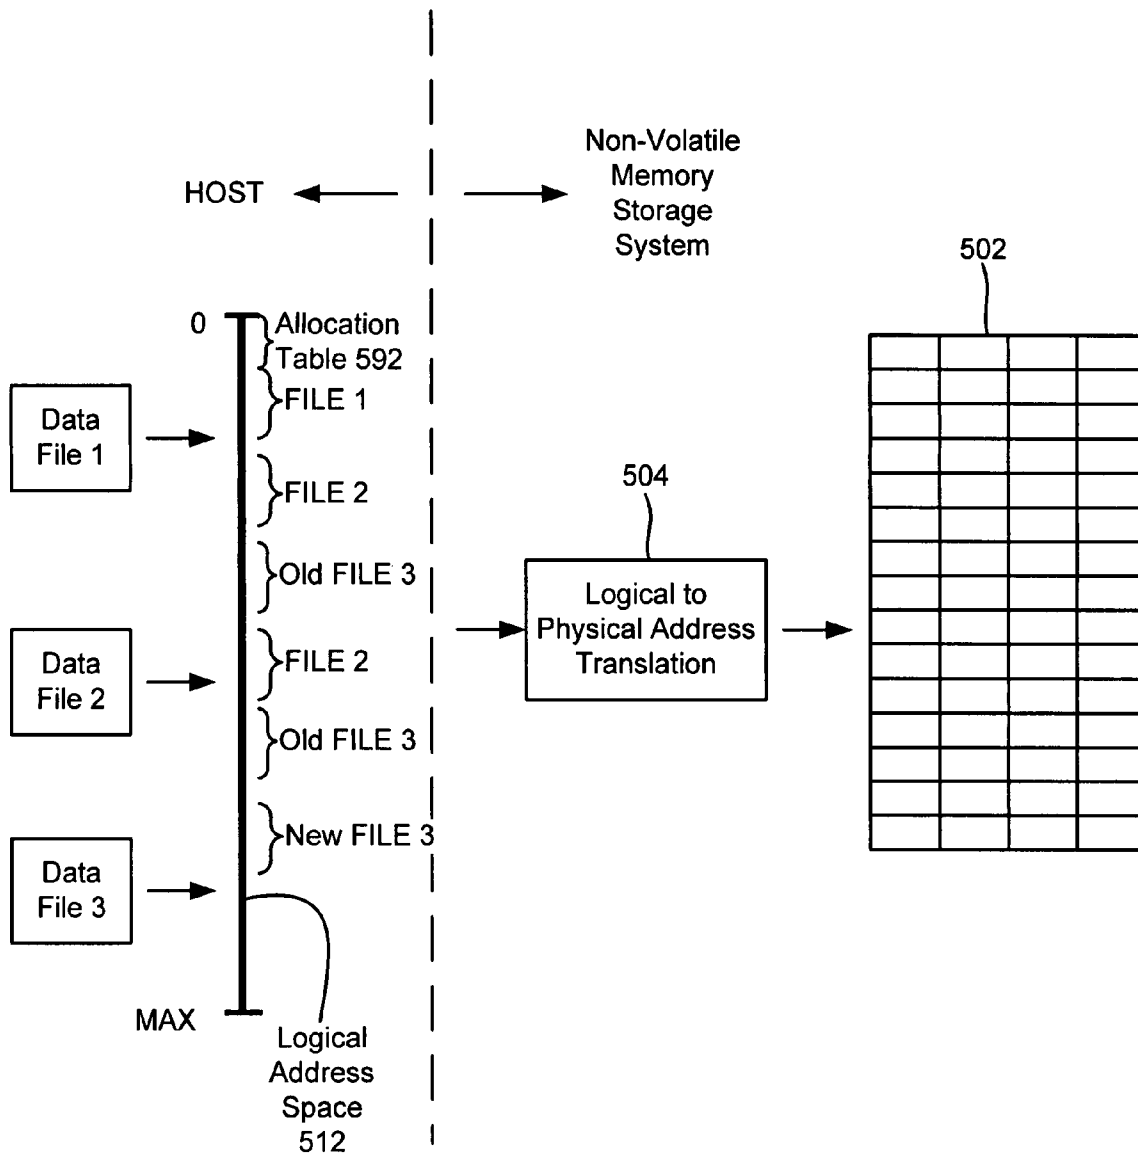 HOST
Non-Volatile
Memory
Storage
System
502
0
Allocation
Table 592
FILE 1
Data
File 1
FILE 2
504
Old FILE 3
Logical to
Physical Address
Translation
FILE 2
Data
File 2
Old FILE 3
New FILE 3
Data
File 3
MAX
Logical
Address
Space
512